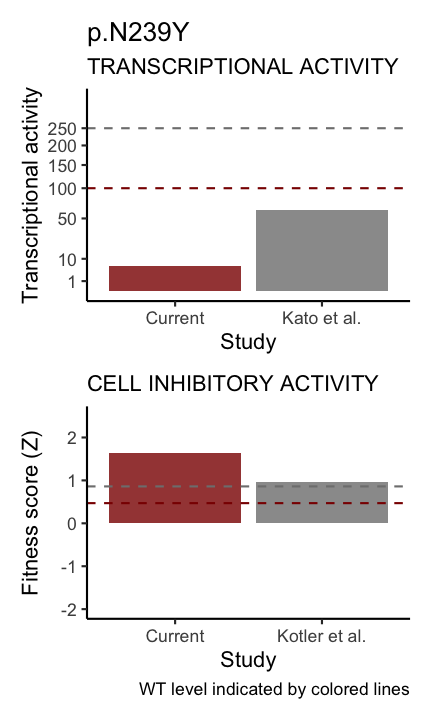 p.N239Y
TRANSCRIPTIONAL ACTIVITY
Transcriptional activity
250
200
150
100
50
10
1
Current
Kato et al.
Study
CELL INHIBITORY ACTIVITY
Fitness score (Z)
2
1
0
-1
-2
Current
Kotler et al.
Study
WT level indicated by colored lines